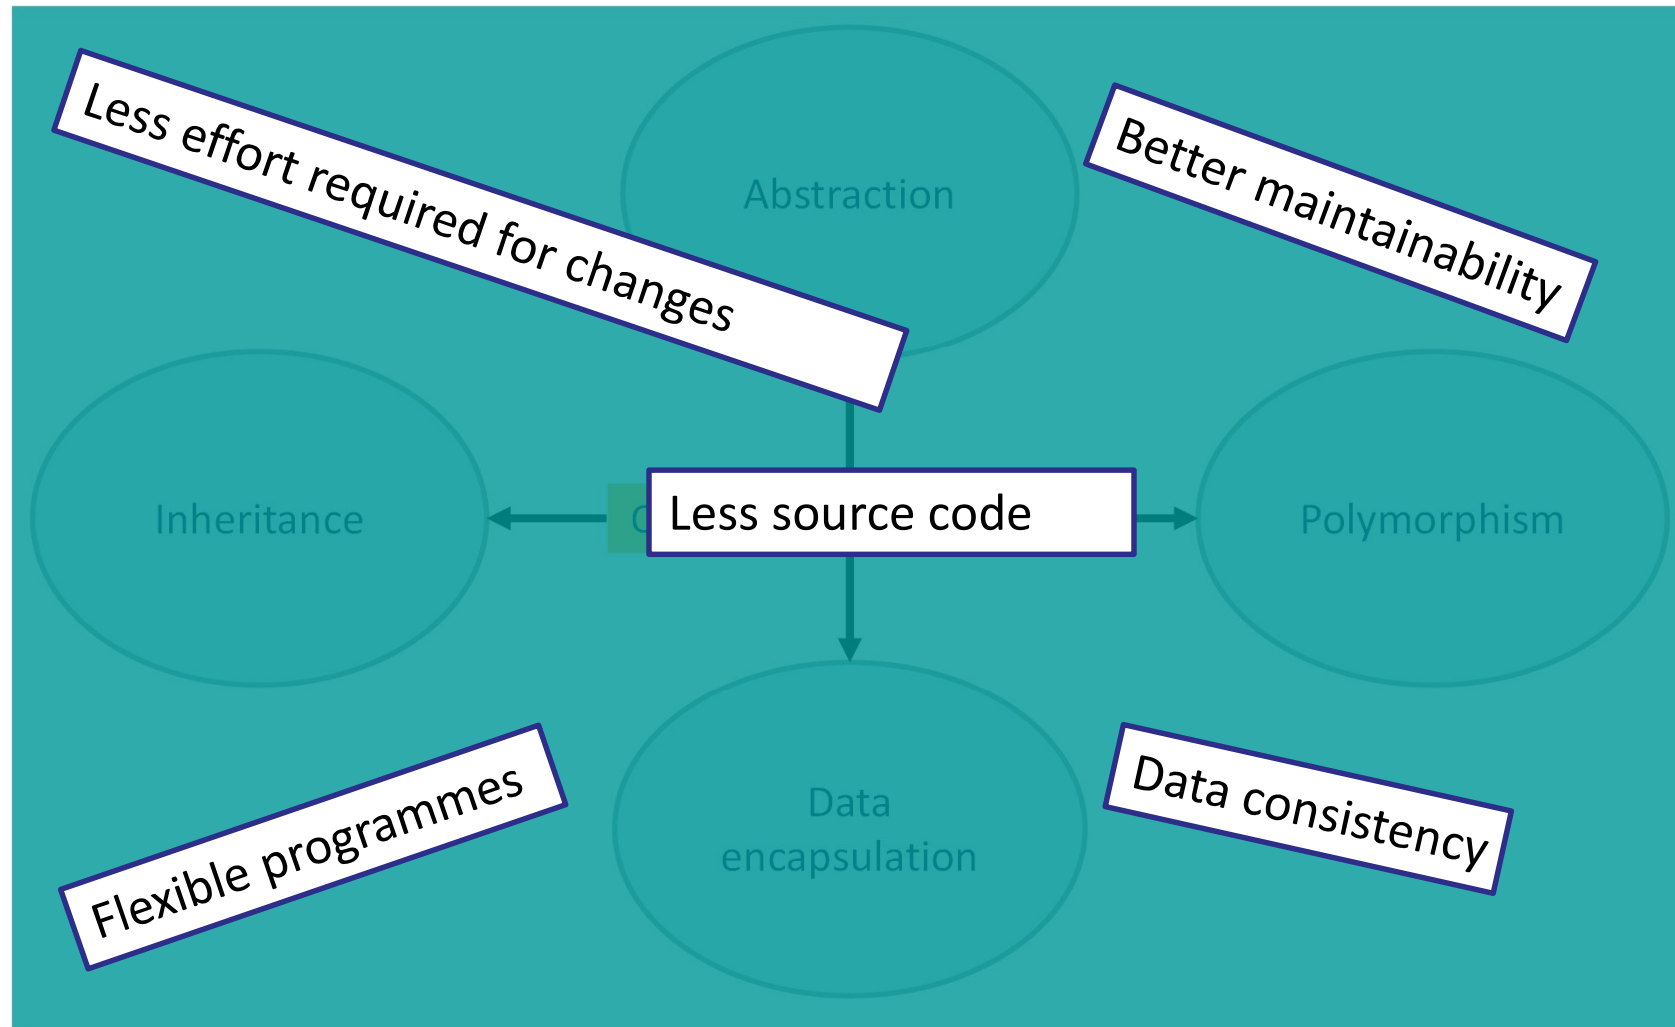 Less effort required for changes
Abstraction
Better maintainability
Inheritance
Less source code
Polymorphism
Flexible programmes
Data
encapsulation
Data consistency